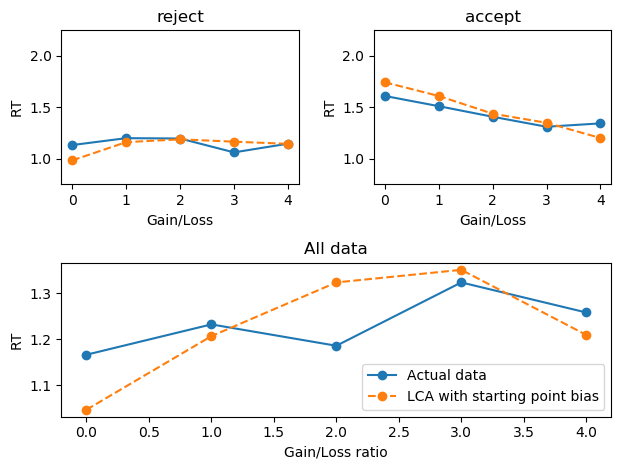 reject
accept
RT
2.0
1.5
1.0
0 1 2 3 4
Gain/Loss
RT
2.0
1.5
1.0
0 1 2 3 4
Gain/Loss
All data
RT
1.3
1.2
1.1
0.0 0.5 1.0 1.5 2.0 2.5 3.0 3.5 4.0
Gain/Loss ratio
Actual data
LCA with starting point bias